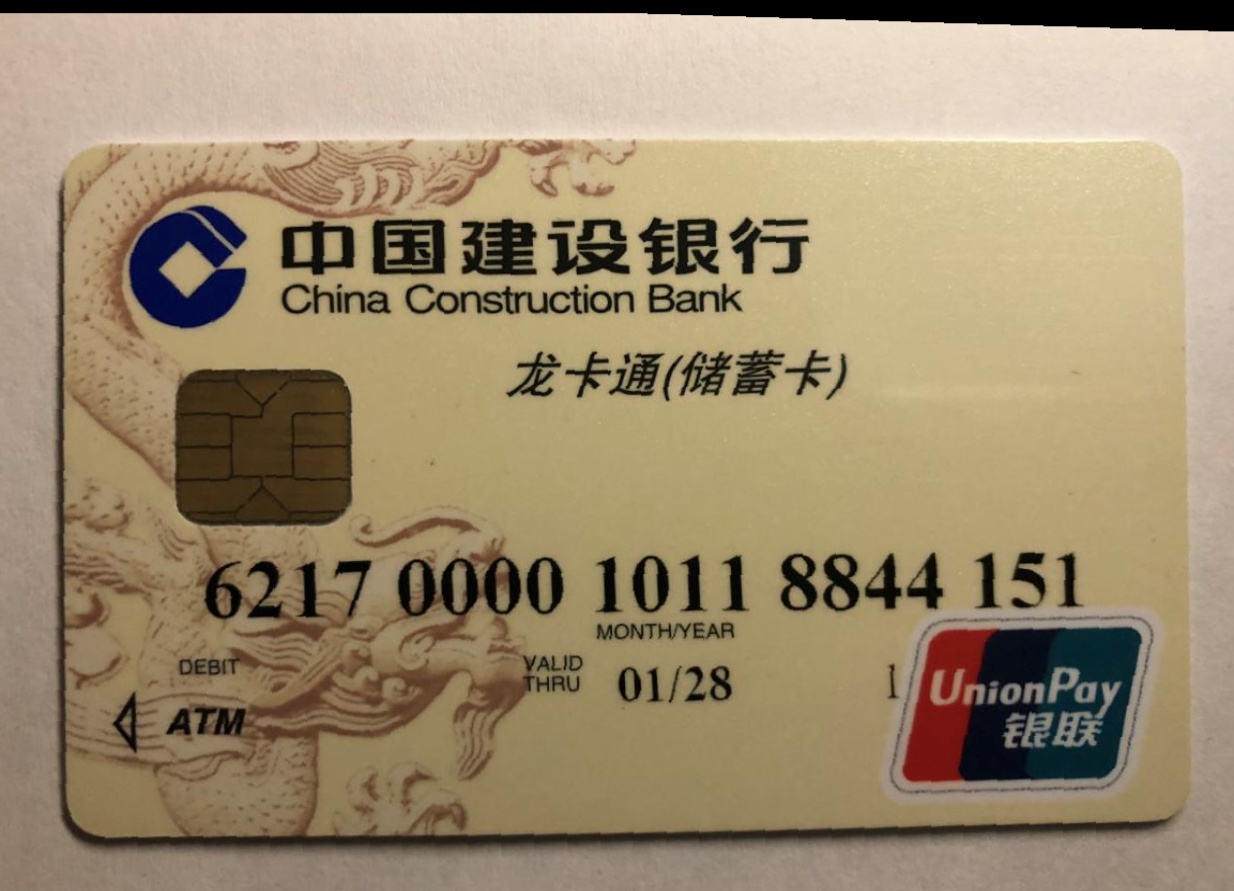 中国建设银行
China Construction Bank
龙卡通(储蓄卡)
6217 0000 1011 8844 151
MONTH/YEAR
DEBIT
VALID THRU
01/28
1
ATM
UnionPay
银联